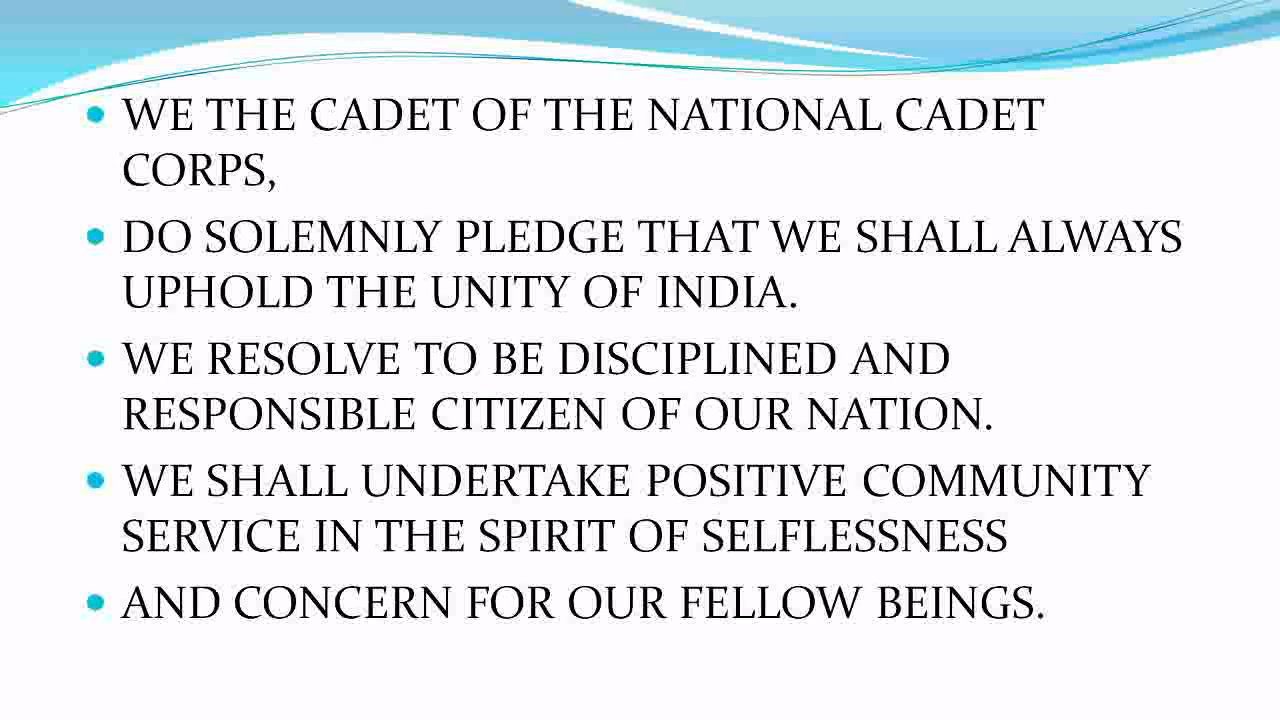 • WE THE CADET OF THE NATIONAL CADET
CORPS,
• DO SOLEMNLY PLEDGE THAT WE SHALL ALWAYS
UPHOLD THE UNITY OF INDIA.
• WE RESOLVE TO BE DISCIPLINED AND
RESPONSIBLE CITIZEN OF OUR NATION.
• WE SHALL UNDERTAKE POSITIVE COMMUNITY
SERVICE IN THE SPIRIT OF SELFLESSNESS
• AND CONCERN FOR OUR FELLOW BEINGS.